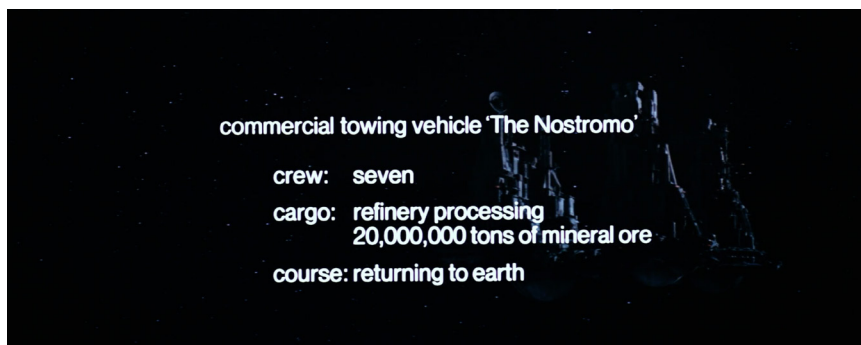 commercial towing vehicle 'The Nostromo'
crew: seven
cargo: refinery processing
20,000,000 tons of mineral ore
course: returning to earth